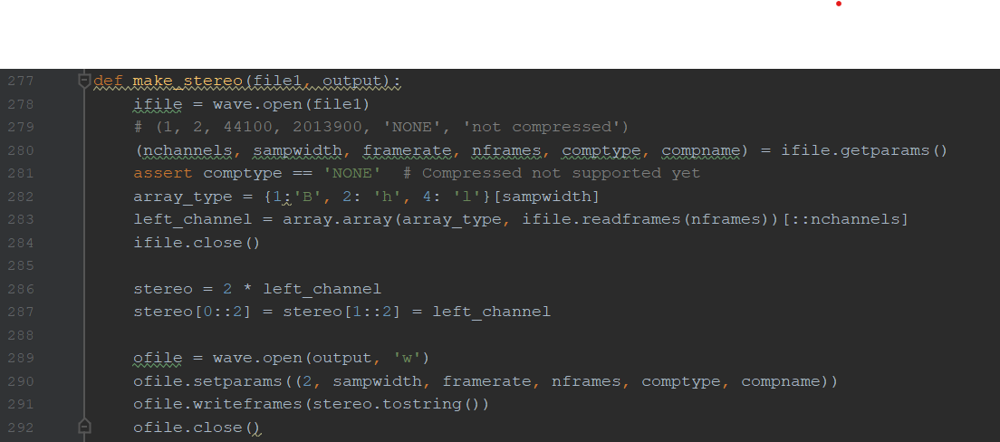 277 def make_stereo(file1, output):
278 ifile = wave.open(file1)
279 # (1, 2, 44100, 2013900, 'NONE', 'not compressed')
280 (nchannels, sampwidth, framerate, nframes, comptype, compname) = ifile.getparams()
281 assert comptype == 'NONE'  # Compressed not supported yet
282 array_type = {1:'B', 2: 'h', 4: 'l'}[sampwidth]
283 left_channel = array.array(array_type, ifile.readframes(nframes))[::nchannels]
284 ifile.close()
285
286 stereo = 2 * left_channel
287 stereo[0::2] = stereo[1::2] = left_channel
288
289 ofile = wave.open(output, 'w')
290 ofile.setparams((2, sampwidth, framerate, nframes, comptype, compname))
291 ofile.writeframes(stereo.tostring())
292 ofile.close()